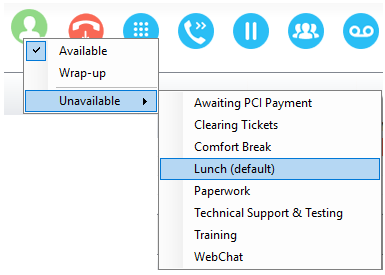 Available
Wrap-up
Unavailable
Awaiting PCI Payment
Clearing Tickets
Comfort Break
Lunch (default)
Paperwork
Technical Support & Testing
Training
WebChat